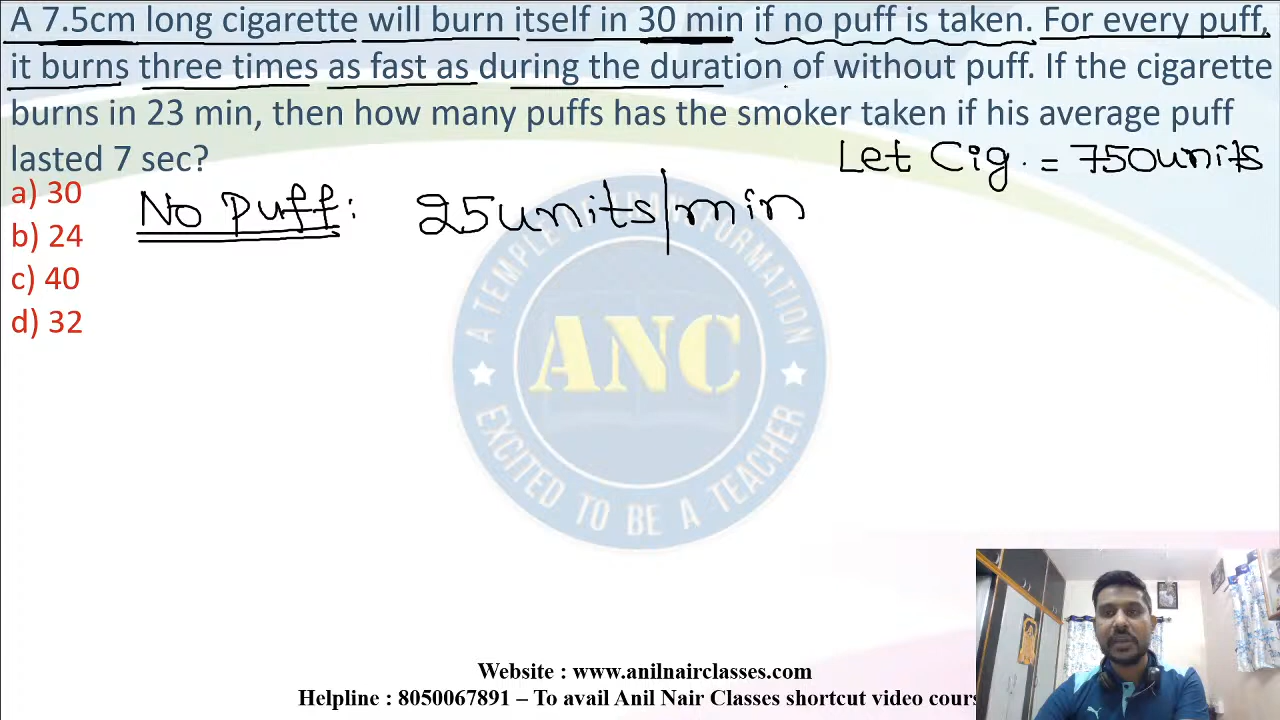 A 7.5cm long cigarette will burn itself in 30 min if no puff is taken. For every puff,
it burns three times as fast as during the duration of without puff. If the cigarette
burns in 23 min, then how many puffs has the smoker taken if his average puff
lasted 7 sec?
Let Cig. = 750units
a) 30
No Puff: 25units/min
b) 24
c) 40
d) 32
A TEMPLE OF TRANSFORMATION
ANC
EXCITED TO BE A TEACHER
Website : www.anilnairclasses.com
Helpline : 8050067891 – To avail Anil Nair Classes shortcut video cours